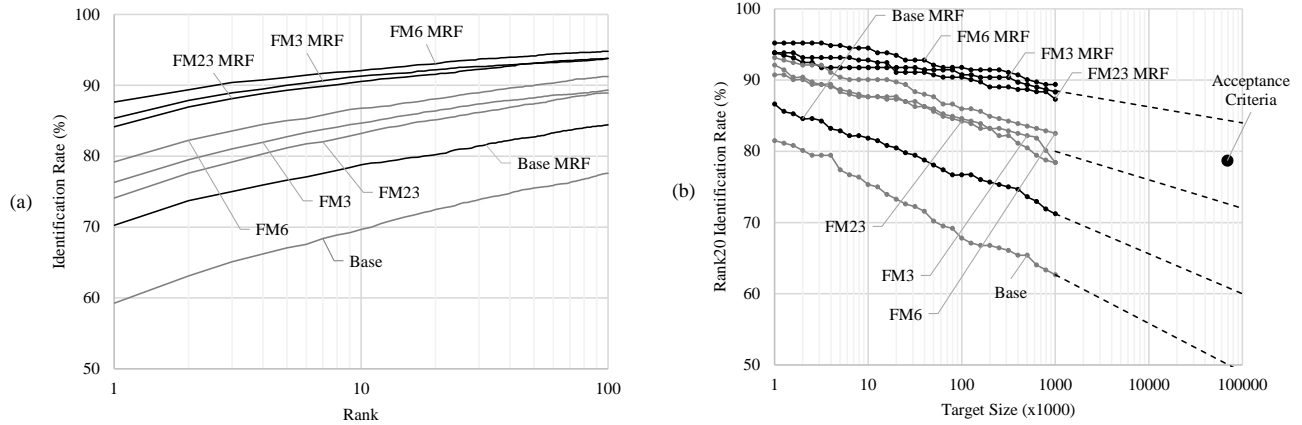 (a)
Identification Rate (%)
100
90
80
70
60
50
FM6 MRF
FM3 MRF
FM23 MRF
Base MRF
FM23
FM3
FM6
Base
1
10
100
Rank
(b)
Rank20 Identification Rate (%)
100
90
80
70
60
50
Base MRF
FM6 MRF
FM3 MRF
FM23 MRF
Acceptance
Criteria
FM23
FM3
Base
FM6
1
10
100
1000
10000
100000
Target Size (x1000)